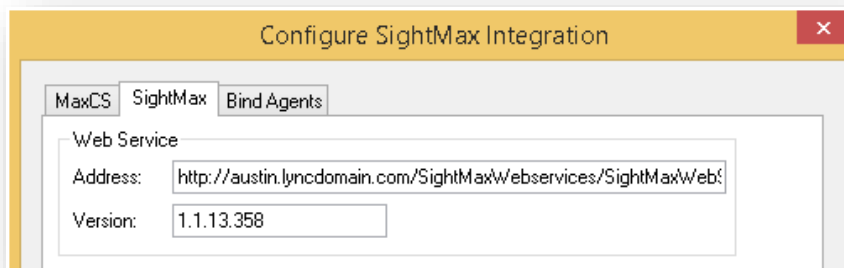 Configure SightMax Integration
MaxCS SightMax Bind Agents
Web Service
Address: http://austin.lyncdomain.com/SightMaxWebservices/SightMaxWeb
Version: 1.1.13.358